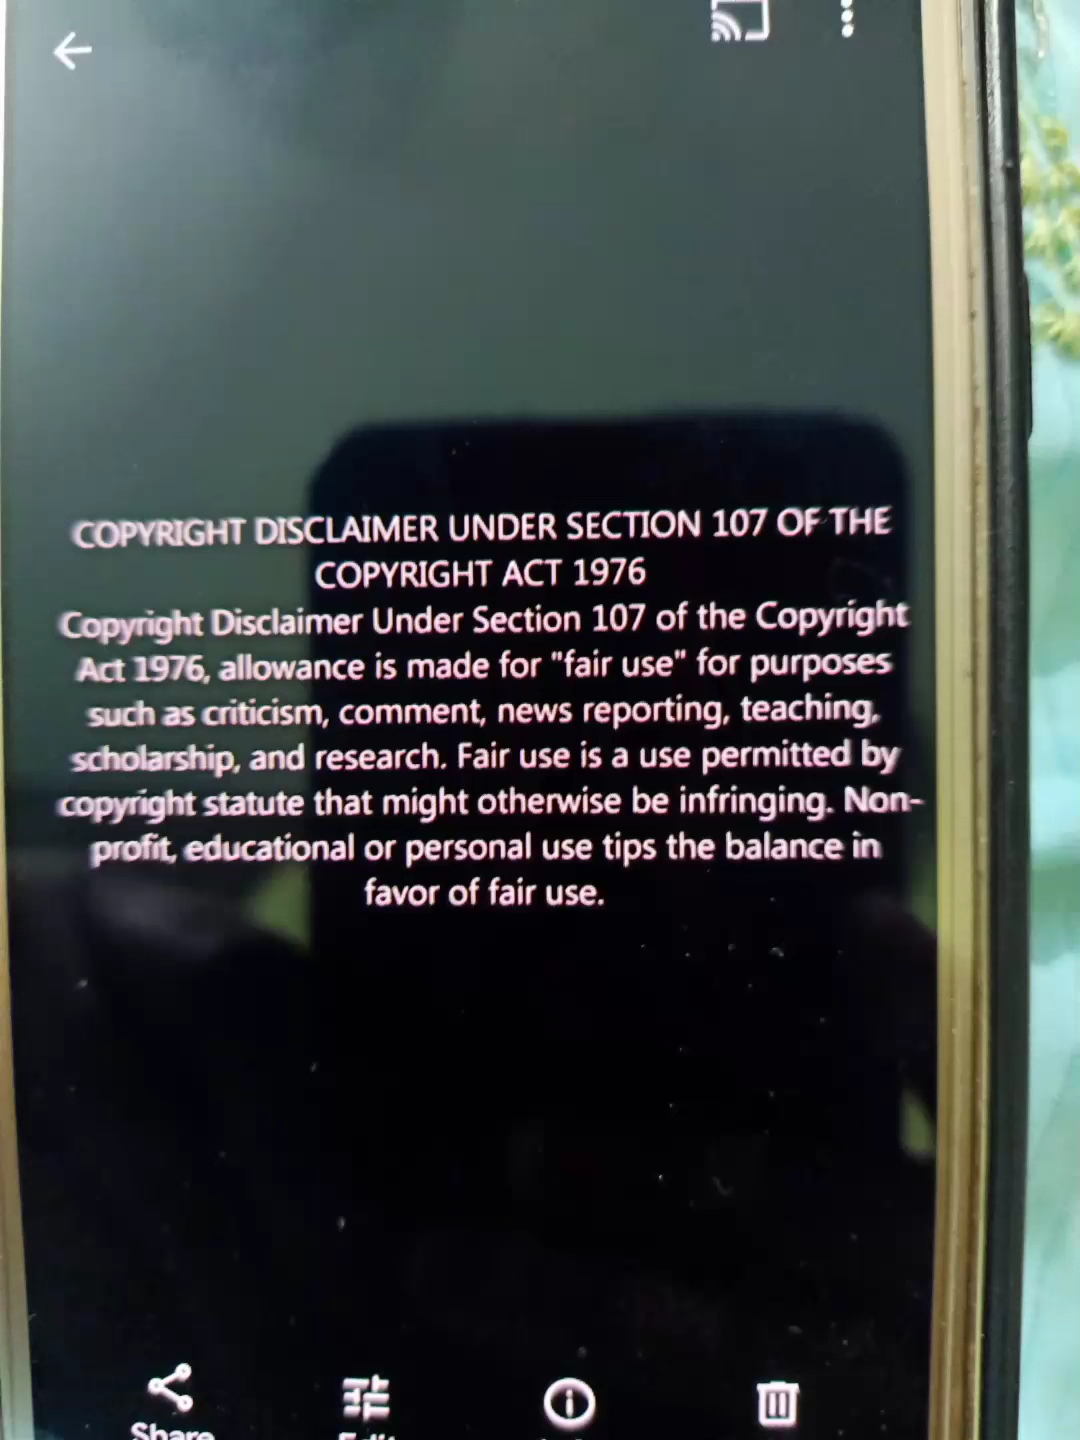 COPYRIGHT DISCLAIMER UNDER SECTION 107 OF THE
COPYRIGHT ACT 1976
Copyright Disclaimer Under Section 107 of the Copyright
Act 1976, allowance is made for "fair use" for purposes
such as criticism, comment, news reporting, teaching,
scholarship, and research. Fair use is a use permitted by
copyright statute that might otherwise be infringing. Non-
profit, educational or personal use tips the balance in
favor of fair use.
Share